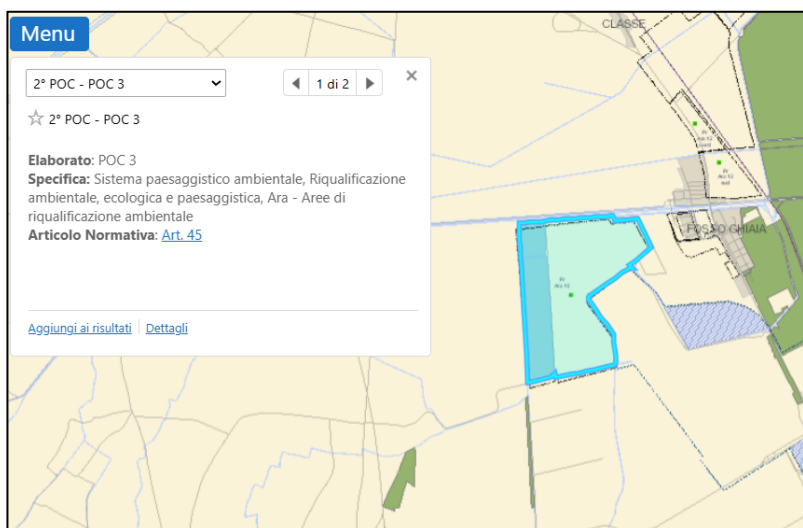 Menu
CLASSE
2° POC - POC 3
1 di 2
2° POC - POC 3
Elaborato: POC 3
Specifica: Sistema paesaggistico ambientale, Riqualificazione
ambientale, ecologica e paesaggistica, Ara - Aree di
riqualificazione ambientale
Articolo Normativa: Art. 45
FOSSO GHIAIA
Aggiungi ai risultati
Dettagli